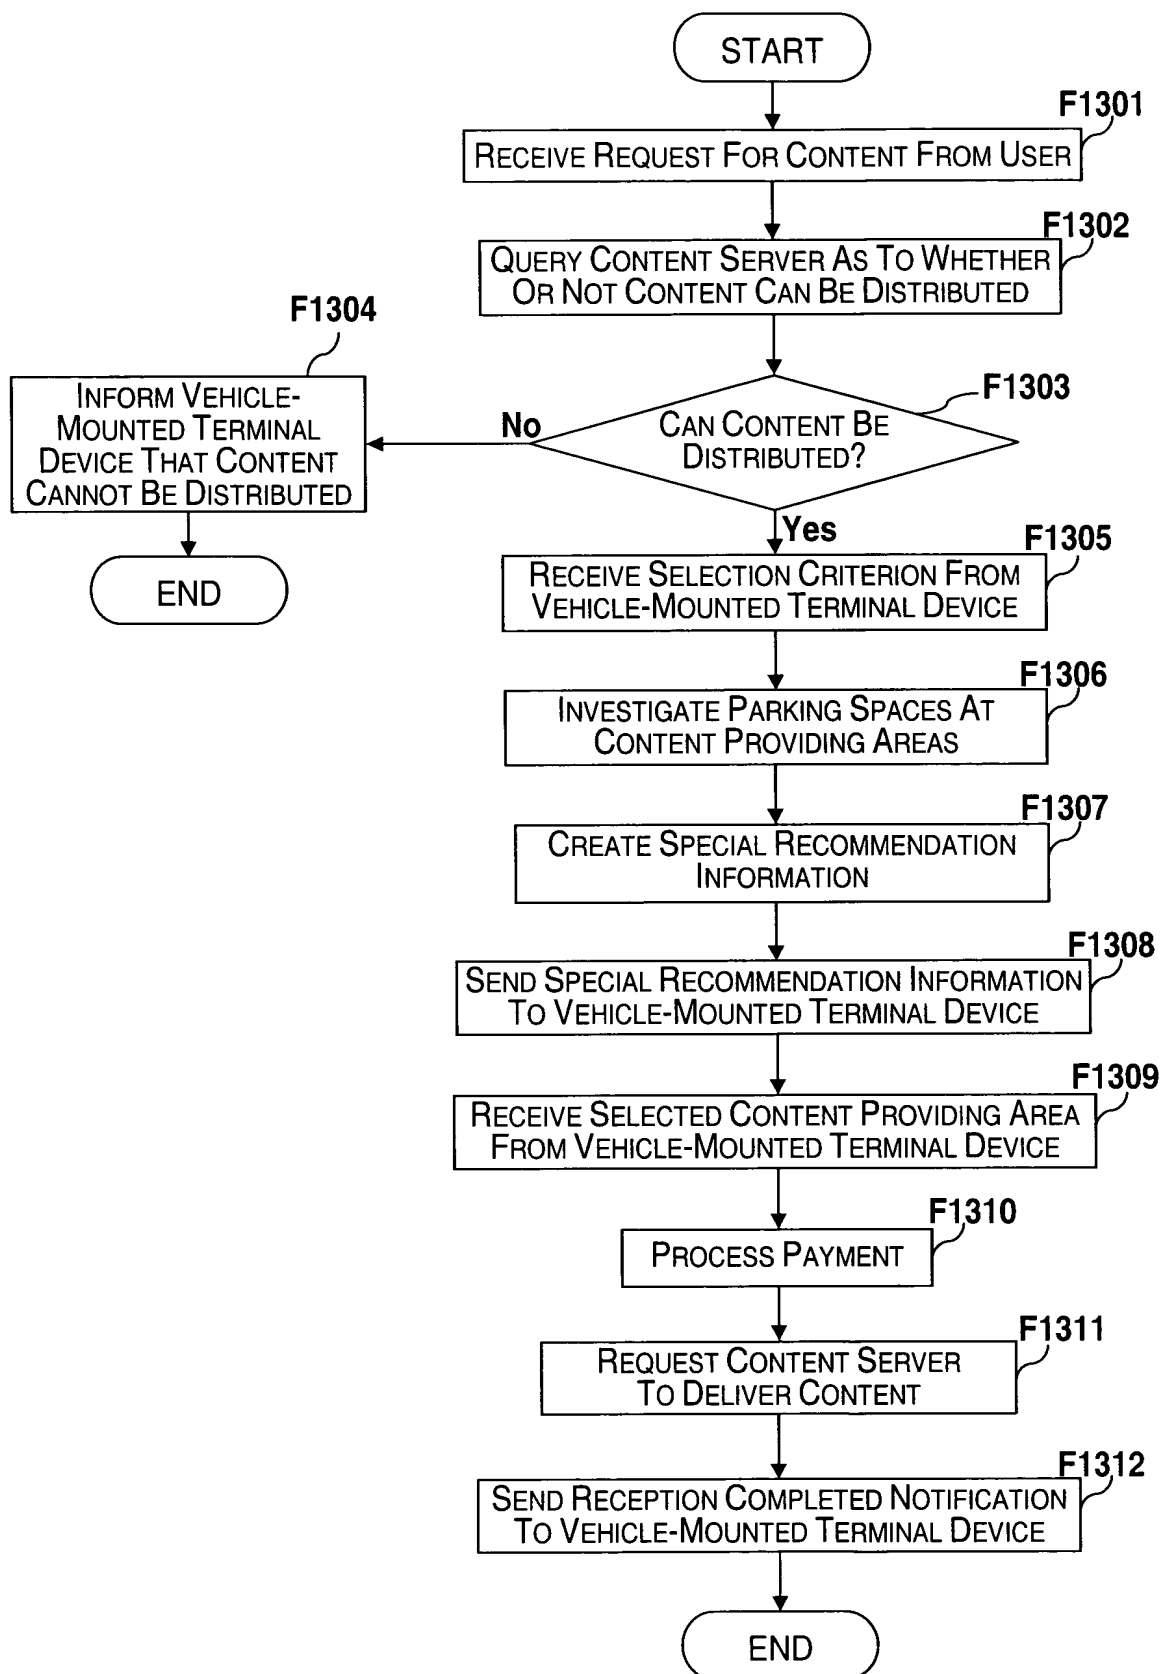 START
F1301
RECEIVE REQUEST FOR CONTENT FROM USER
F1302
QUERY CONTENT SERVER AS TO WHETHER
OR NOT CONTENT CAN BE DISTRIBUTED
F1304
INFORM VEHICLE-
MOUNTED TERMINAL
DEVICE THAT CONTENT
CANNOT BE DISTRIBUTED
END
No
F1303
CAN CONTENT BE
DISTRIBUTED?
Yes
F1305
RECEIVE SELECTION CRITERION FROM
VEHICLE-MOUNTED TERMINAL DEVICE
F1306
INVESTIGATE PARKING SPACES AT
CONTENT PROVIDING AREAS
F1307
CREATE SPECIAL RECOMMENDATION
INFORMATION
F1308
SEND SPECIAL RECOMMENDATION INFORMATION
TO VEHICLE-MOUNTED TERMINAL DEVICE
F1309
RECEIVE SELECTED CONTENT PROVIDING AREA
FROM VEHICLE-MOUNTED TERMINAL DEVICE
F1310
PROCESS PAYMENT
F1311
REQUEST CONTENT SERVER
TO DELIVER CONTENT
F1312
SEND RECEPTION COMPLETED NOTIFICATION
TO VEHICLE-MOUNTED TERMINAL DEVICE
END